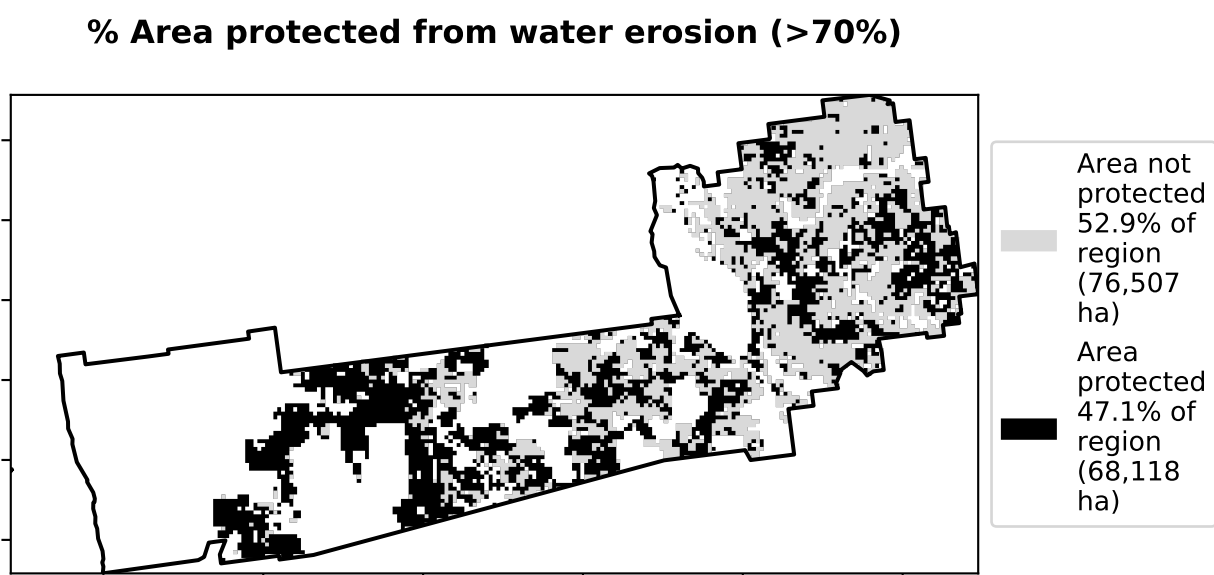 % Area protected from water erosion (>70%)
Area not
protected
52.9% of
region
(76,507
ha)
Area
protected
47.1% of
region
(68,118
ha)